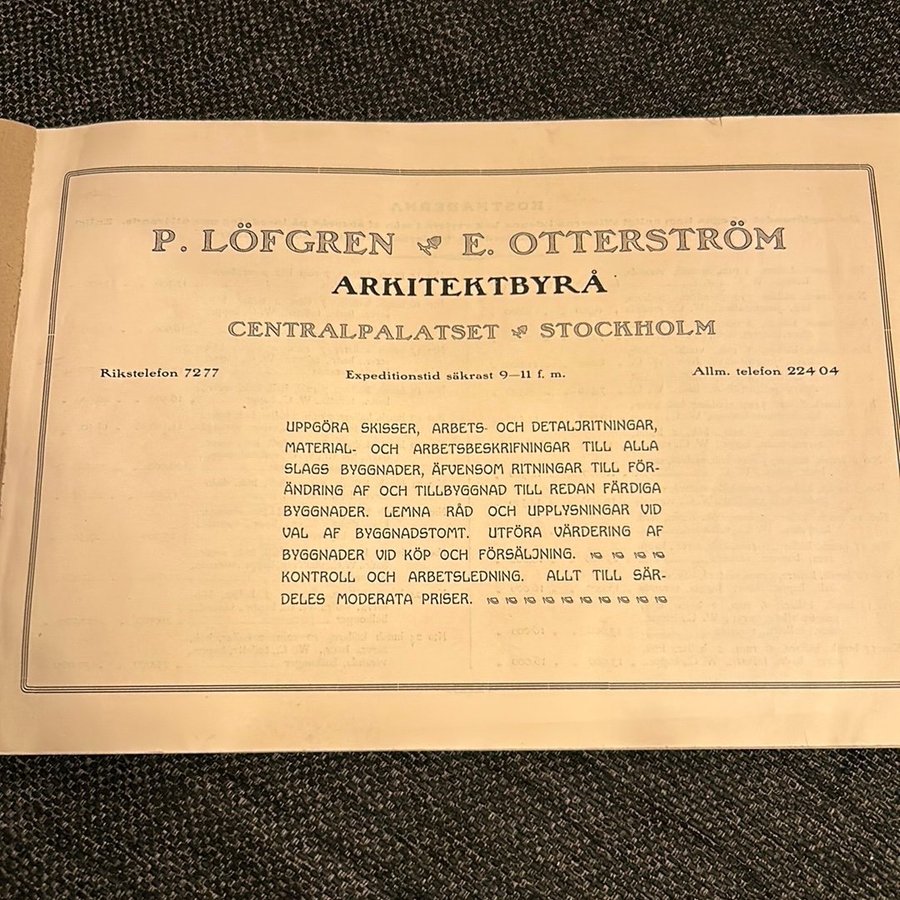 P. LÖFGREN E. OTTERSTRÖM
ARKITEKTBYRÅ
CENTRALPALATSET STOCKHOLM
Rikstelefon 72 77 Expeditionstid säkrast 9—11 f. m. Allm. telefon 224 04
UPPGÖRA SKISSER, ARBETS- OCH DETALJRITNINGAR,
MATERIAL- OCH ARBETSBESKRIFNINGAR TILL ALLA
SLAGS BYGGNADER, ÄFVENSOM RITNINGAR TILL FÖR-
ÄNDRING AF OCH TILLBYGGNAD TILL REDAN FÄRDIGA
BYGGNADER. LEMNA RÅD OCH UPPLYSNINGAR VID
VAL AF BYGGNADSTOMT. UTFÖRA VÄRDERING AF
BYGGNADER VID KÖP OCH FÖRSÄLJNING.
KONTROLL OCH ARBETSLEDNING. ALLT TILL SÄR-
DELES MODERATA PRISER.